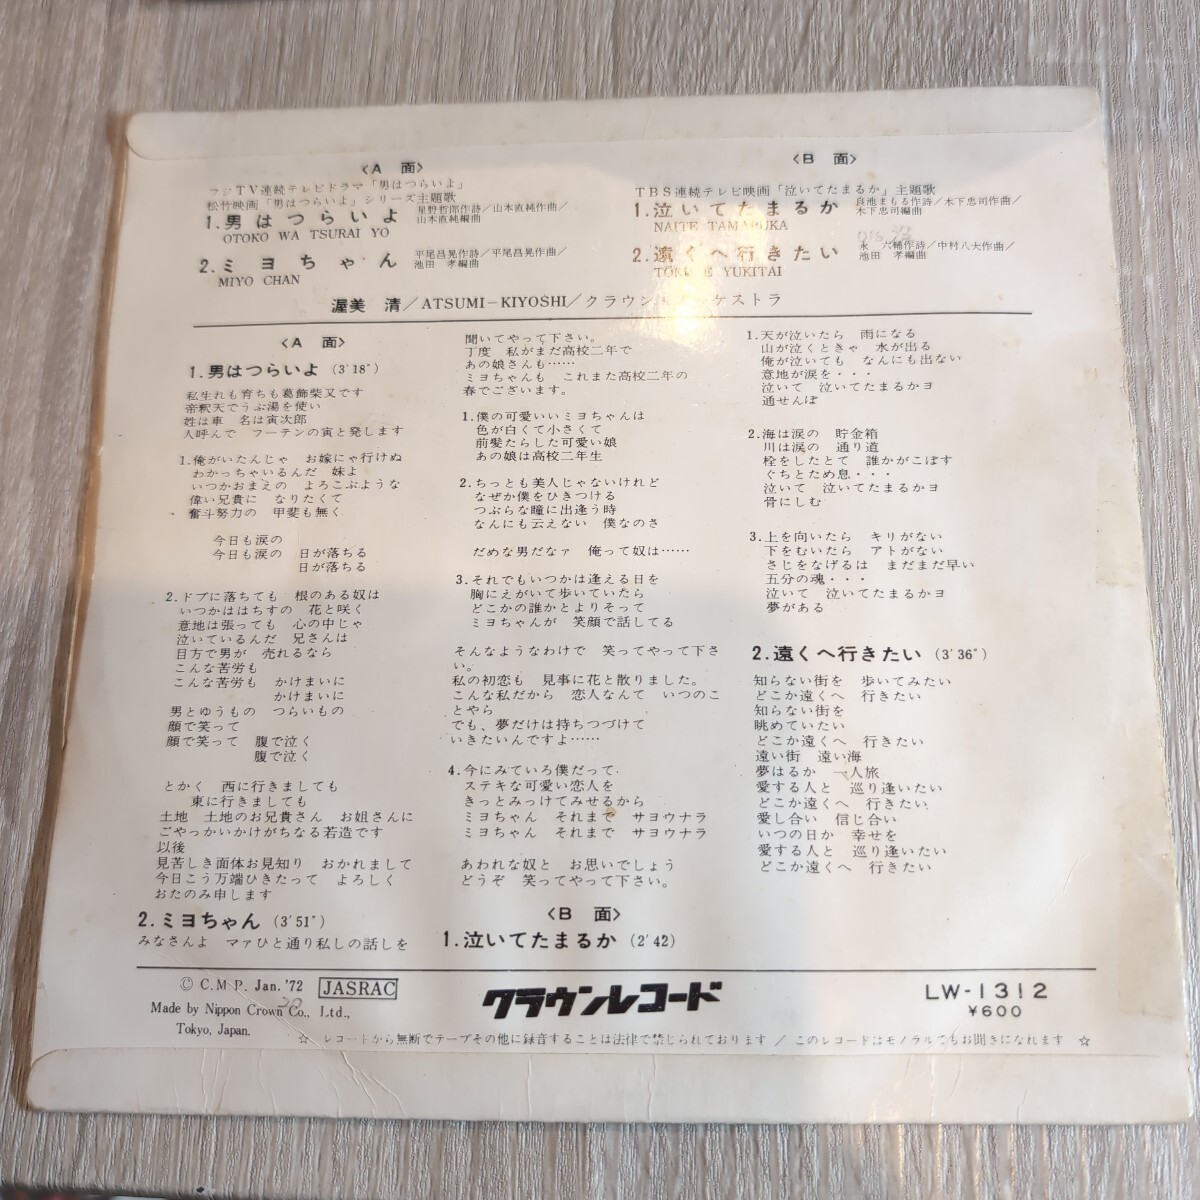 〈A 面〉
フジTV連続テレビドラマ「男はつらいよ」
松竹映画「男はつらいよ」シリーズ主題歌
1.男はつらいよ 星野哲郎作詩/山本直純作曲/
山本直純編曲
OTOKO WA TSURAI YO
2.ミヨちゃん 平尾昌晃作詩/平尾昌晃作曲/
池田 孝編曲
MIYO CHAN
〈B 面〉
TBS連続テレビ映画「泣いてたまるか」主題歌
1.泣いてたまるか 良池まもる作詩/木下忠司作曲/
木下忠司編曲
NAITE TAMARUKA
2.遠くへ行きたい 永 六輔作詩/中村八大作曲/
池田 孝編曲
YUKITAI
渥美 清/ATSUMI-KIYOSHI/クラウン・オーケストラ
〈A 面〉
1.男はつらいよ (3'18")
私生れも育ちも葛飾柴又です
帝釈天でうぶ湯を使い
姓は車 名は寅次郎
人呼んで フーテンの寅と発します
1.俺がいたんじゃ お嫁にゃ行けぬ
わかっちゃいるんだ 妹よ
いつかおまえの よろこぶような
偉い兄貴に なりたくて
奮斗努力の 甲斐も無く
今日も涙の
今日も涙の 日が落ちる
日が落ちる
2.ドブに落ちても 根のある奴は
いつかははちすの 花と咲く
意地は張っても 心の中じゃ
泣いているんだ 兄さんは
目方で男が 売れるなら
こんな苦労も
こんな苦労も かけまいに
かけまいに
男とゆうもの つらいもの
顔で笑って
顔で笑って 腹で泣く
腹で泣く
とかく 西に行きましても
東に行きましても
土地 土地のお兄貴さん お姐さんに
ごやっかいかけがちなる若造です
以後
見苦しき面体お見知り おかれまして
今日こう万端ひきたって よろしく
おたのみ申します
2.ミヨちゃん (3'51")
みなさんよ マァひと通り私しの話しを
聞いてやって下さい。
丁度 私がまだ高校二年で
あの娘さんも……
ミヨちゃんも これまた高校二年の
春でございます。
1.僕の可愛いいミヨちゃんは
色が白くて小さくて
前髪たらした可愛い娘
あの娘は高校二年生
2.ちっとも美人じゃないけれど
なぜか僕をひきつける
つぶらな瞳に出逢う時
なんにも云えない 僕なのさ
だめな男だなァ 俺って奴は……
3.それでもいつかは逢える日を
胸にえがいて歩いていたら
どこかの誰かとよりそって
ミヨちゃんが 笑顔で話してる
そんなようなわけで 笑ってやって下さ
い。
私の初恋も 見事に花と散りました。
こんな私だから 恋人なんて いつのこ
とやら
でも、夢だけは持ちつづけて
いきたいんですよ……
4.今にみていろ僕だって
ステキな可愛い恋人を
きっとみっけてみせるから
ミヨちゃん それまで サヨウナラ
ミヨちゃん それまで サヨウナラ
あわれな奴と お思いでしょう
どうぞ 笑ってやって下さい。
〈B 面〉
1.泣いてたまるか (2'42)
1.天が泣いたら 雨になる
山が泣くときゃ 水が出る
俺が泣いても なんにも出ない
意地が涙を・・・
泣いて 泣いてたまるかヨ
通せんぼ
2.海は涙の 貯金箱
川は涙の 通り道
栓をしたとて 誰かがこぼす
ぐちとため息・・・
泣いて 泣いてたまるかヨ
骨にしむ
3.上を向いたら キリがない
下をむいたら アトがない
さじをなげるは まだまだ早い
五分の魂・・・
泣いて 泣いてたまるかヨ
夢がある
2.遠くへ行きたい (3'36")
知らない街を 歩いてみたい
どこか遠くへ 行きたい
知らない街を
眺めていたい
どこか遠くへ 行きたい
遠い街 遠い海
夢はるか 一人旅
愛する人と 巡り逢いたい
どこか遠くへ 行きたい
愛し合い 信じ合い
いつの日か 幸せを
愛する人と 巡り逢いたい
どこか遠くへ 行きたい
© C.M.P. Jan. '72 JASRAC
Made by Nippon Crown Co., Ltd.,
Tokyo, Japan.
クラウンレコード
LW-1312
¥600
☆ レコードから無断でテープその他に録音することは法律で禁じられております / このレコードはモノラルでもお聞きになれます ☆